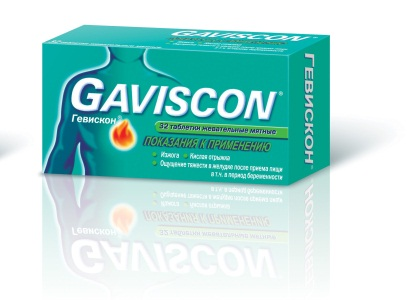 GAVISCON®
Гевискон®
32 таблетки жевательные мятные
ПОКАЗАНИЯ К ПРИМЕНЕНИЮ
Изжога • Кислая отрыжка
Ощущение тяжести в желудке после приема пищи
в т.ч. в период беременности
ГЕВИСКОН®